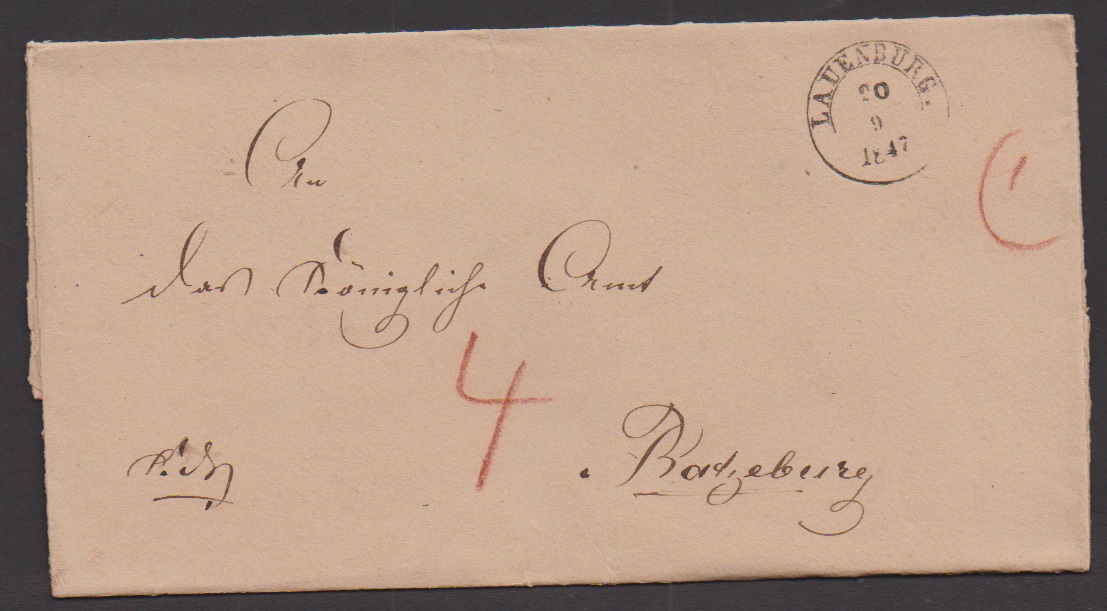 LAUENBURG.
20
9
1847
An
das Königliche Amt
4
Ratzeburg